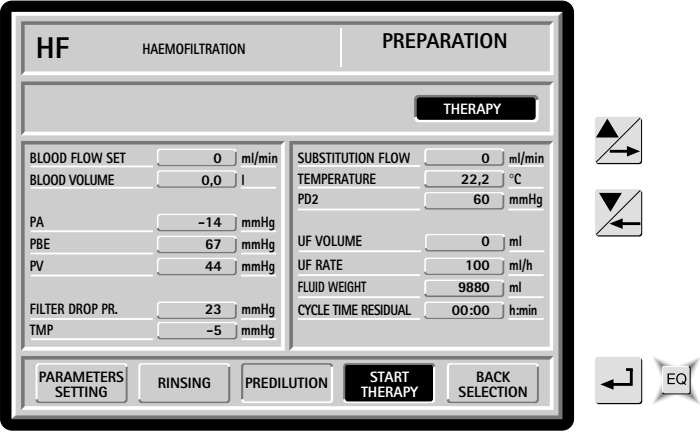 HF HAEMOFILTRATION PREPARATION
THERAPY
BLOOD FLOW SET 0 ml/min
BLOOD VOLUME 0,0 l
PA -14 mmHg
PBE 67 mmHg
PV 44 mmHg
FILTER DROP PR. 23 mmHg
TMP -5 mmHg
SUBSTITUTION FLOW 0 ml/min
TEMPERATURE 22,2 °C
PD2 60 mmHg
UF VOLUME 0 ml
UF RATE 100 ml/h
FLUID WEIGHT 9880 ml
CYCLE TIME RESIDUAL 00:00 h:min
PARAMETERS
SETTING
RINSING
PREDILUTION
START
THERAPY
BACK
SELECTION
EQ